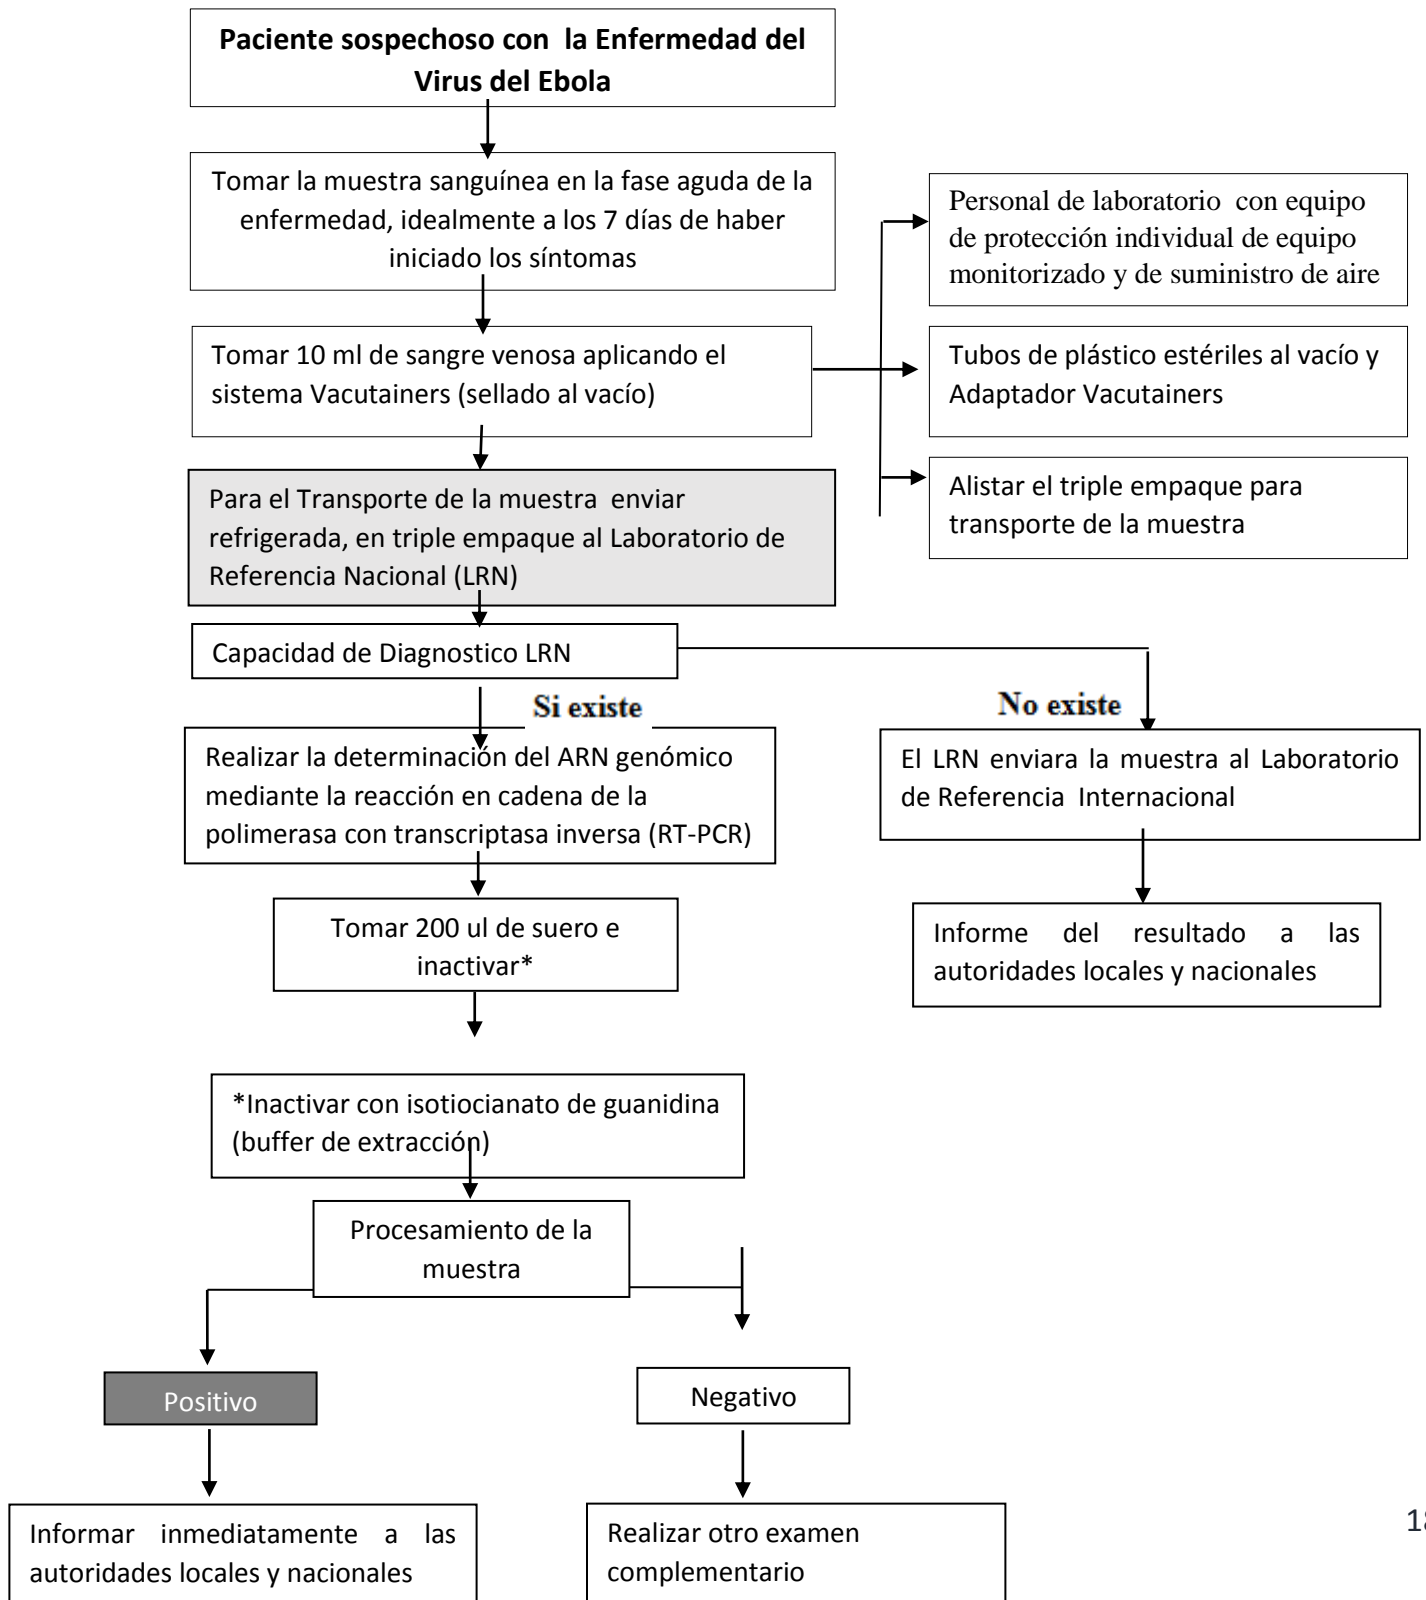 Paciente sospechoso con la Enfermedad del
Virus del Ebola
Tomar la muestra sanguínea en la fase aguda de la
enfermedad, idealmente a los 7 días de haber
iniciado los síntomas
Personal de laboratorio con equipo
de protección individual de equipo
monitorizado y de suministro de aire
Tomar 10 ml de sangre venosa aplicando el
sistema Vacutainers (sellado al vacío)
Tubos de plástico estériles al vacío y
Adaptador Vacutainers
Alistar el triple empaque para
transporte de la muestra
Para el Transporte de la muestra enviar
refrigerada, en triple empaque al Laboratorio de
Referencia Nacional (LRN)
Capacidad de Diagnostico LRN
Si existe
No existe
Realizar la determinación del ARN genómico
mediante la reacción en cadena de la
polimerasa con transcriptasa inversa (RT-PCR)
El LRN enviara la muestra al Laboratorio
de Referencia Internacional
Tomar 200 ul de suero e
inactivar*
Informe del resultado a las
autoridades locales y nacionales
*Inactivar con isotiocianato de guanidina
(buffer de extracción)
Procesamiento de la
muestra
Positivo
Negativo
Informar inmediatamente a las
autoridades locales y nacionales
Realizar otro examen
complementario
18